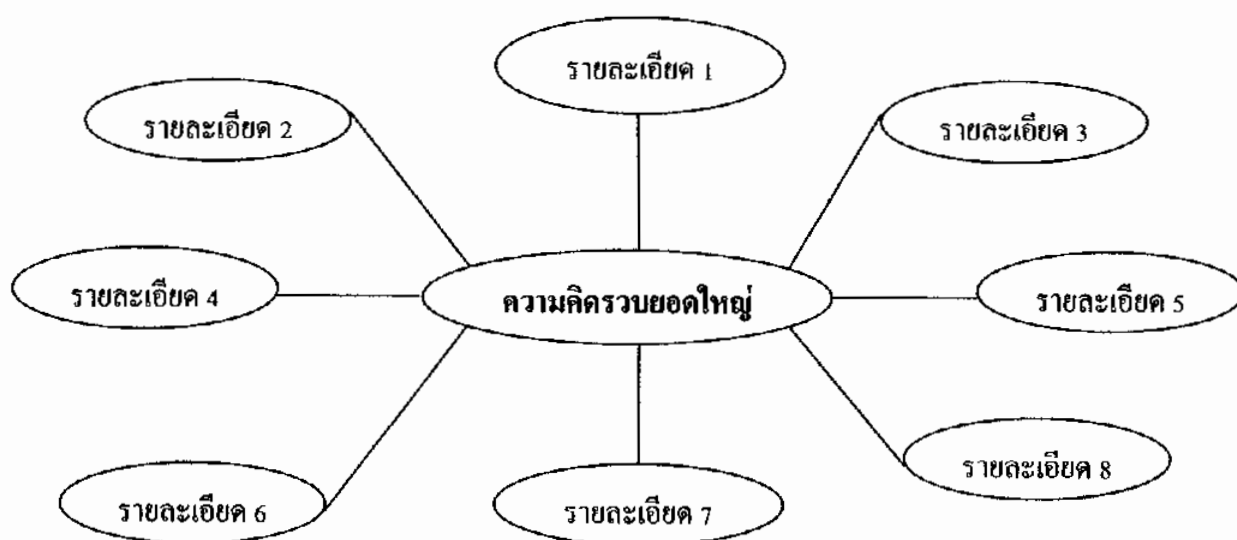 รายละเอียด 1
รายละเอียด 2
รายละเอียด 3
รายละเอียด 4
ความคิดรวบยอดใหญ่
รายละเอียด 5
รายละเอียด 6
รายละเอียด 7
รายละเอียด 8